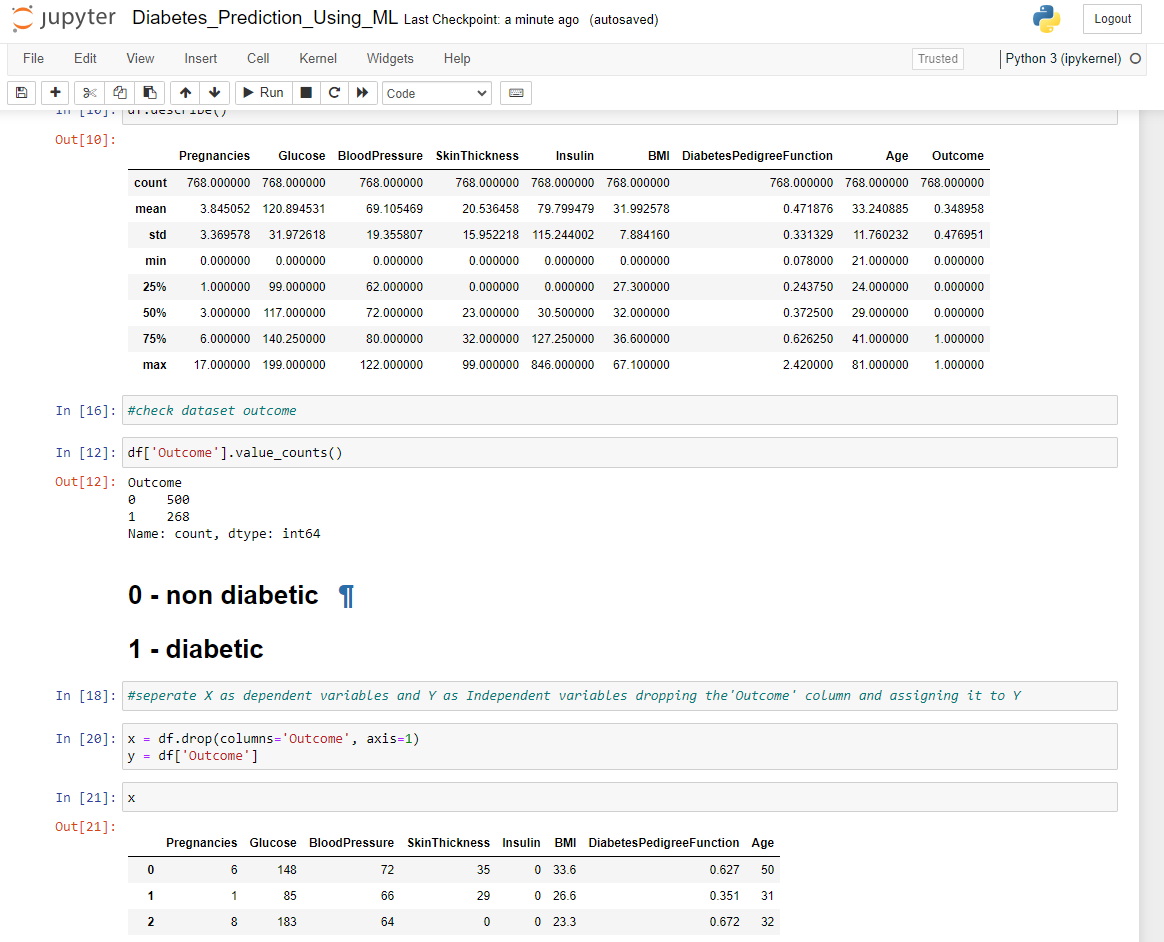 jupyter Diabetes_Prediction_Using_ML Last Checkpoint: a minute ago (autosaved) Logout
File Edit View Insert Cell Kernel Widgets Help Trusted Python 3 (ipykernel)
Run Code
In [10]: df.describe()
Out[10]:
Pregnancies Glucose BloodPressure SkinThickness Insulin BMI DiabetesPedigreeFunction Age Outcome
count 768.000000 768.000000 768.000000 768.000000 768.000000 768.000000 768.000000 768.000000 768.000000
mean 3.845052 120.894531 69.105469 20.536458 79.799479 31.992578 0.471876 33.240885 0.348958
std 3.369578 31.972618 19.355807 15.952218 115.244002 7.884160 0.331329 11.760232 0.476951
min 0.000000 0.000000 0.000000 0.000000 0.000000 0.000000 0.078000 21.000000 0.000000
25% 1.000000 99.000000 62.000000 0.000000 0.000000 27.300000 0.243750 24.000000 0.000000
50% 3.000000 117.000000 72.000000 23.000000 30.500000 32.000000 0.372500 29.000000 0.000000
75% 6.000000 140.250000 80.000000 32.000000 127.250000 36.600000 0.626250 41.000000 1.000000
max 17.000000 199.000000 122.000000 99.000000 846.000000 67.100000 2.420000 81.000000 1.000000
In [16]: #check dataset outcome
In [12]: df['Outcome'].value_counts()
Out[12]: Outcome
0 500
1 268
Name: count, dtype: int64
0 - non diabetic ¶
1 - diabetic
In [18]: #seperate X as dependent variables and Y as Independent variables dropping the'Outcome' column and assigning it to Y
In [20]: x = df.drop(columns='Outcome', axis=1)
y = df['Outcome']
In [21]: x
Out[21]:
Pregnancies Glucose BloodPressure SkinThickness Insulin BMI DiabetesPedigreeFunction Age
0 6 148 72 35 0 33.6 0.627 50
1 1 85 66 29 0 26.6 0.351 31
2 8 183 64 0 0 23.3 0.672 32